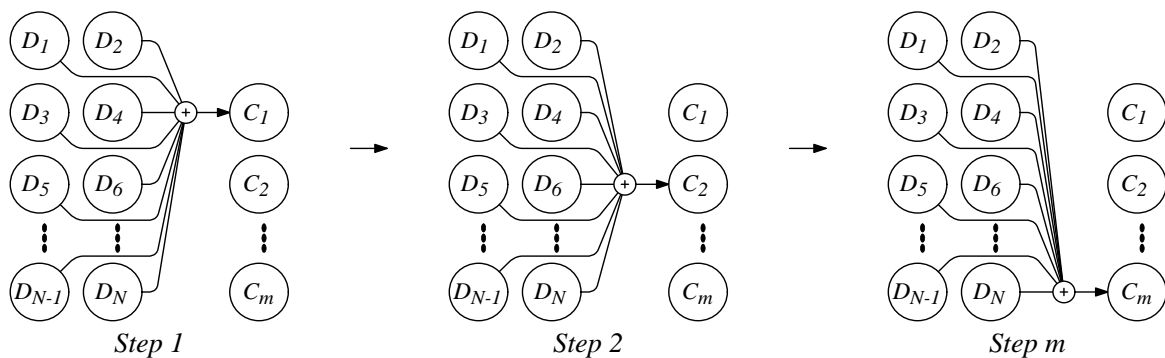 D1 D2 D1 D2 D1 D2
D3 D4 + C1 D3 D4 C1 D3 D4 C1
D5 D6 C2 D5 D6 + C2 D5 D6 C2
DN-1 DN Cm DN-1 DN Cm DN-1 DN + Cm
Step 1 Step 2 Step m